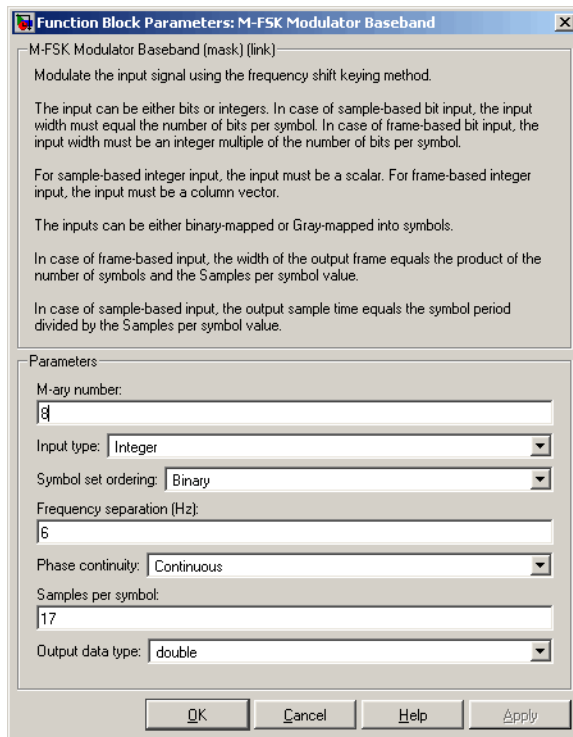 Function Block Parameters: M-FSK Modulator Baseband
M-FSK Modulator Baseband (mask) (link)
Modulate the input signal using the frequency shift keying method.
The input can be either bits or integers. In case of sample-based bit input, the input
width must equal the number of bits per symbol. In case of frame-based bit input, the
input width must be an integer multiple of the number of bits per symbol.
For sample-based integer input, the input must be a scalar. For frame-based integer
input, the input must be a column vector.
The inputs can be either binary-mapped or Gray-mapped into symbols.
In case of frame-based input, the width of the output frame equals the product of the
number of symbols and the Samples per symbol value.
In case of sample-based input, the output sample time equals the symbol period
divided by the Samples per symbol value.
Parameters
M-ary number:
8
Input type: Integer
Symbol set ordering: Binary
Frequency separation (Hz):
6
Phase continuity: Continuous
Samples per symbol:
17
Output data type: double
OK Cancel Help Apply